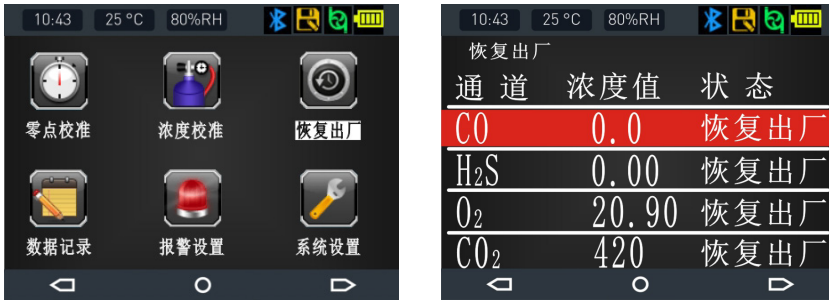 10:43 25 °C 80%RH
零点校准 浓度校准 恢复出厂
数据记录 报警设置 系统设置
10:43 25 °C 80%RH
恢复出厂
通 道 浓度值 状 态
CO 0.0 恢复出厂
H₂S 0.00 恢复出厂
O₂ 20.90 恢复出厂
CO₂ 420 恢复出厂